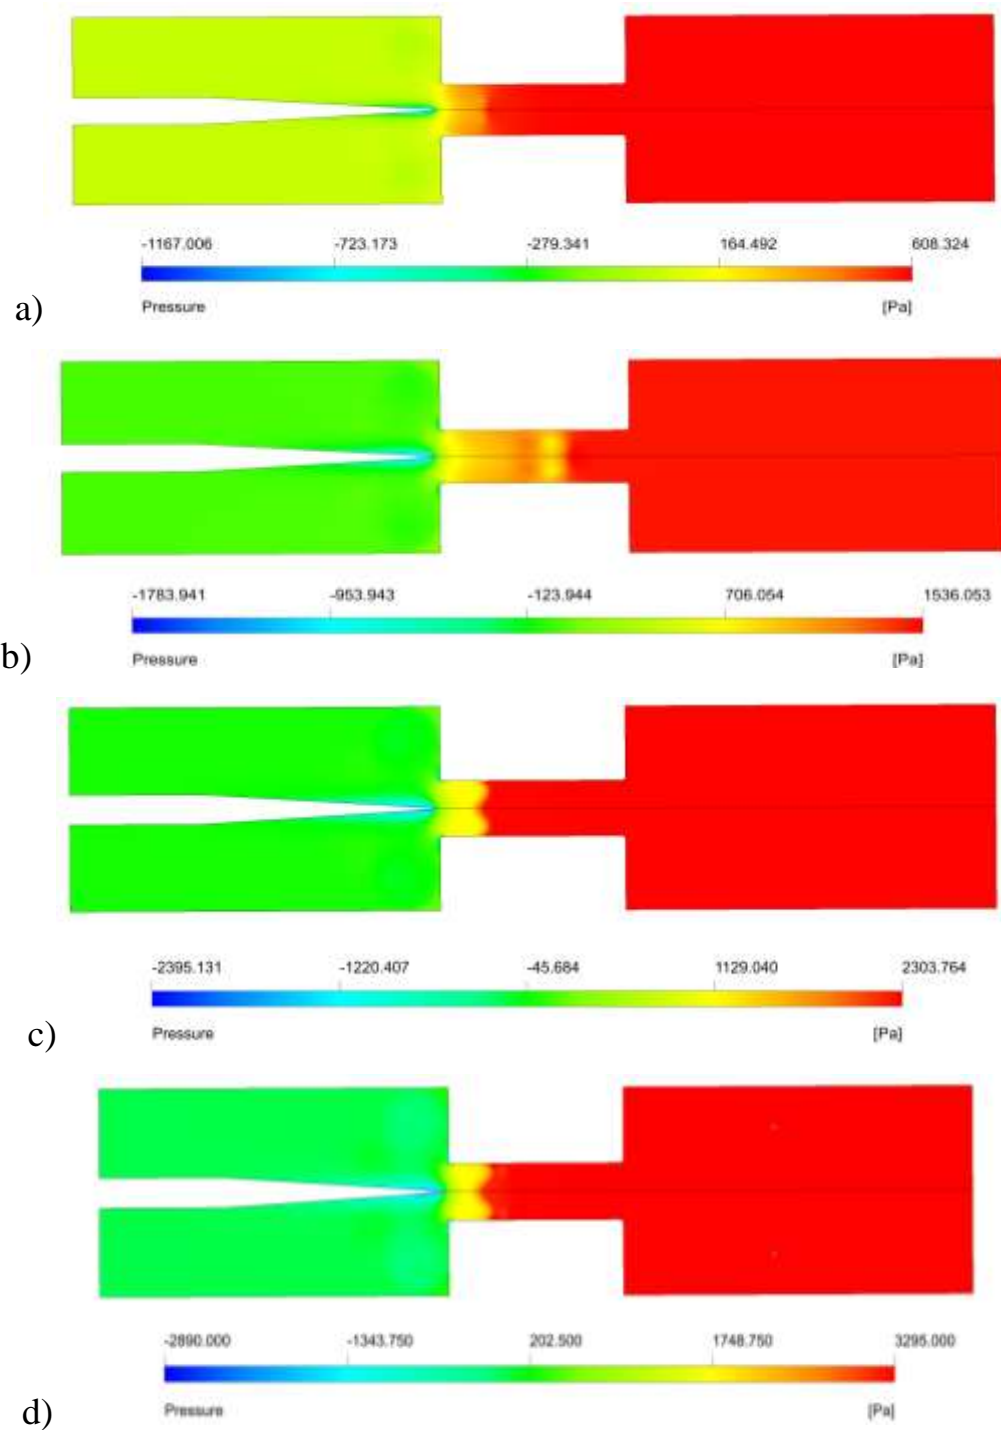 -1167.006 -723.173 -279.341 164.492 608.324
Pressure [Pa]
a)
-1783.941 -953.943 -123.944 706.054 1536.053
b)
Pressure [Pa]
-2395.131 -1220.407 -45.684 1129.040 2303.764
c)
Pressure [Pa]
-2890.000 -1343.750 202.500 1748.750 3295.000
d)
Pressure [Pa]